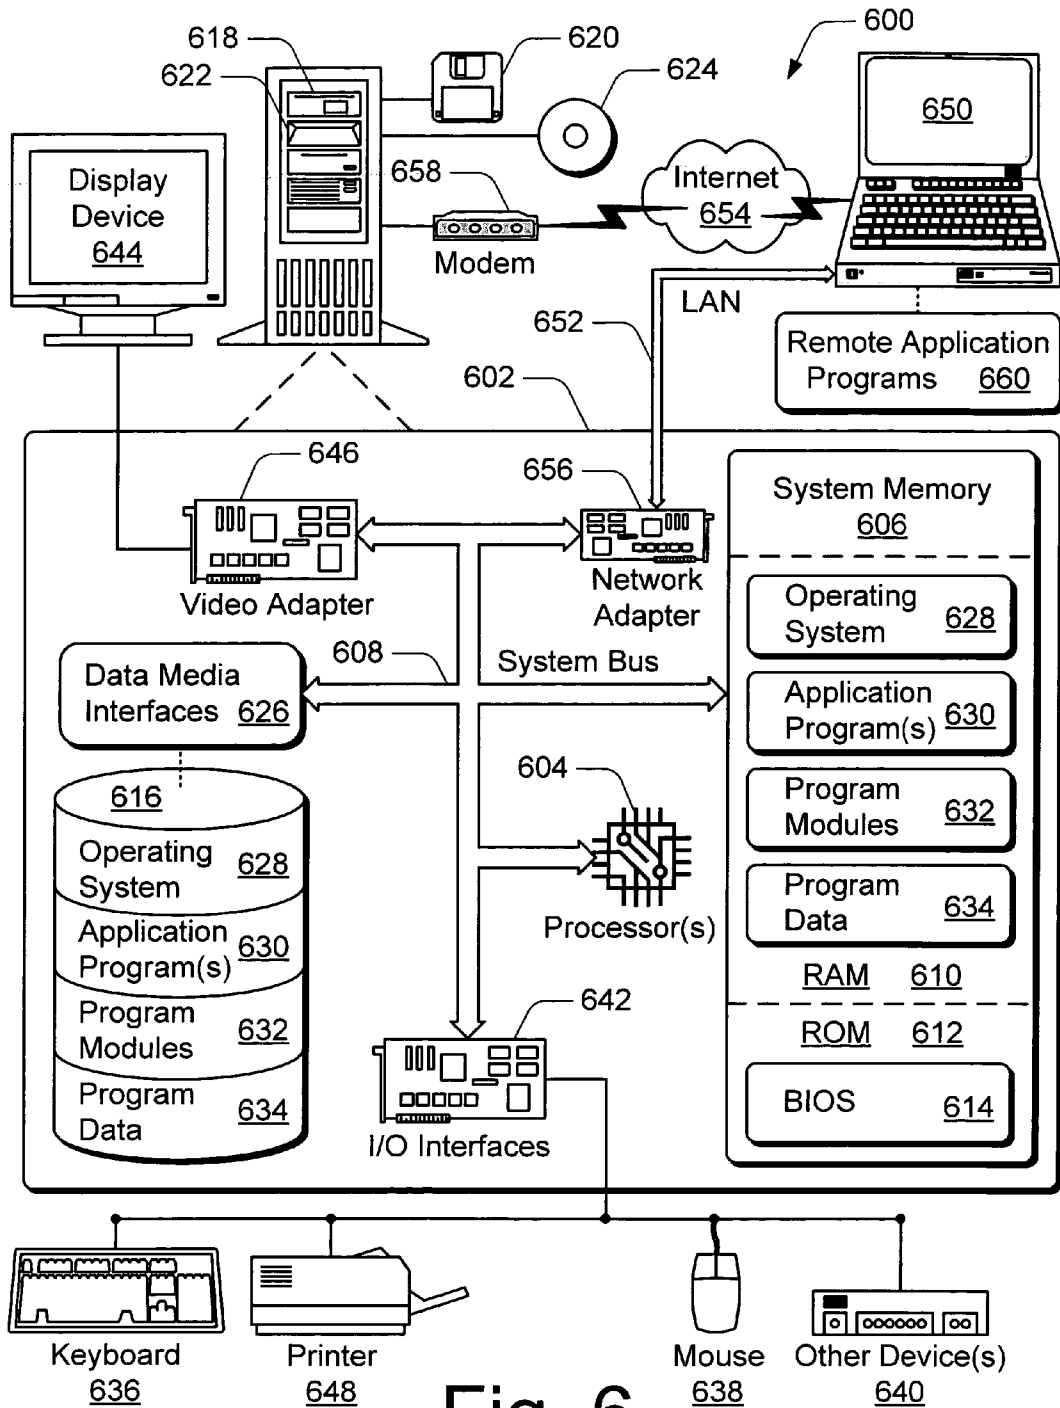 600
618
620
622
624
650
Display
Device
644
658
Internet
654
Modem
LAN
652
Remote Application
Programs 660
602
646
656
System Memory
606
Video Adapter
Network
Adapter
Operating
System 628
608
System Bus
Data Media
Interfaces 626
Application
Program(s) 630
604
616
Program
Modules 632
Operating
System 628
Program
Data 634
Processor(s)
Application
Program(s) 630
RAM 610
642
ROM 612
Program
Modules 632
BIOS 614
Program
Data 634
I/O Interfaces
Keyboard
636
Printer
648
Mouse
638
Other Device(s)
640
Fig. 6